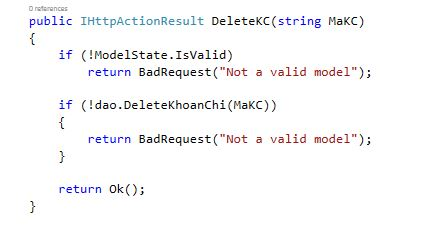 0 references
public IHttpActionResult DeleteKC(string MaKC)
{
if (!ModelState.IsValid)
return BadRequest("Not a valid model");
if (!dao.DeleteKhoanChi(MaKC))
{
return BadRequest("Not a valid model");
}
return Ok();
}